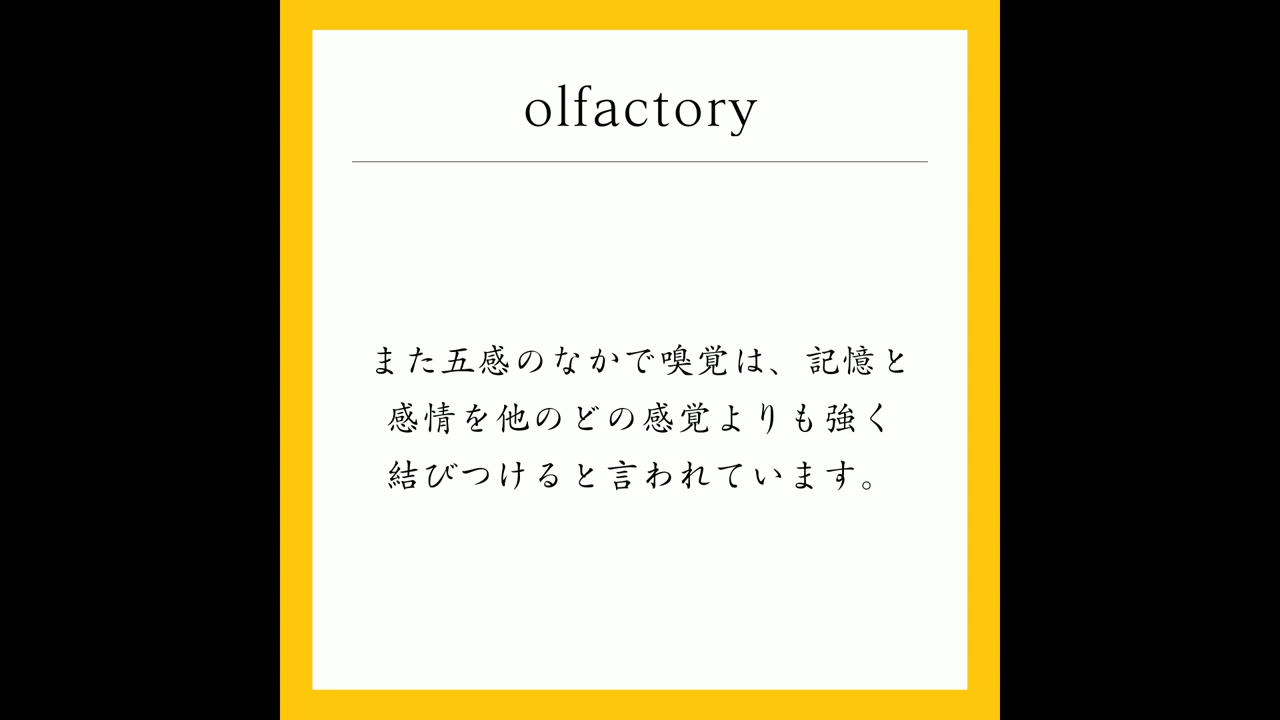 olfactory
また五感のなかで嗅覚は、記憶と
感情を他のどの感覚よりも強く
結びつけると言われています。